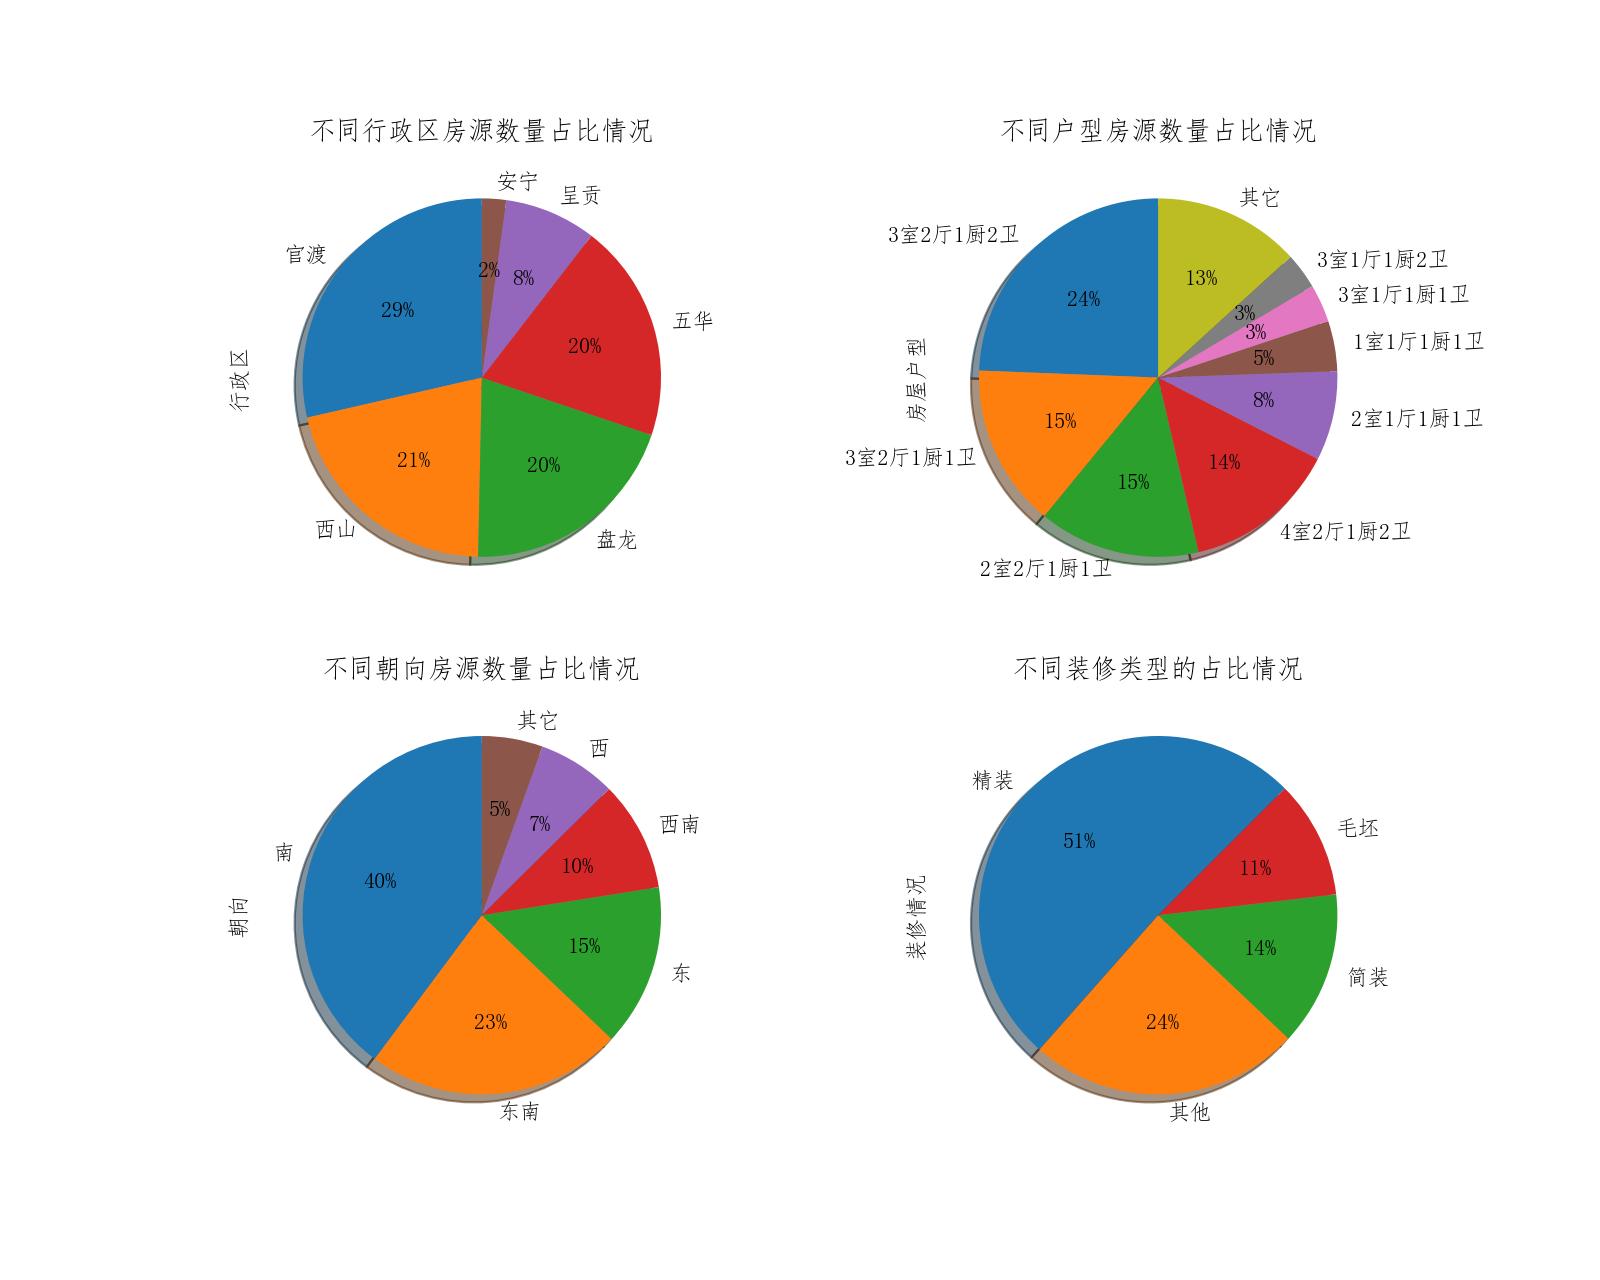 不同行政区房源数量占比情况
安宁
呈贡
官渡
2%
8%
29%
五华
20%
行政区
21%
20%
西山
盘龙
不同户型房源数量占比情况
其它
3室2厅1厨2卫
3室1厅1厨2卫
13%
3室1厅1厨1卫
24%
3%
3%
1室1厅1厨1卫
5%
房屋户型
8%
2室1厅1厨1卫
15%
3室2厅1厨1卫
14%
15%
4室2厅1厨2卫
2室2厅1厨1卫
不同朝向房源数量占比情况
其它
西
5%
7%
西南
南
10%
40%
朝向
15%
东
23%
东南
不同装修类型的占比情况
精装
毛坯
51%
11%
装修情况
14%
简装
24%
其他